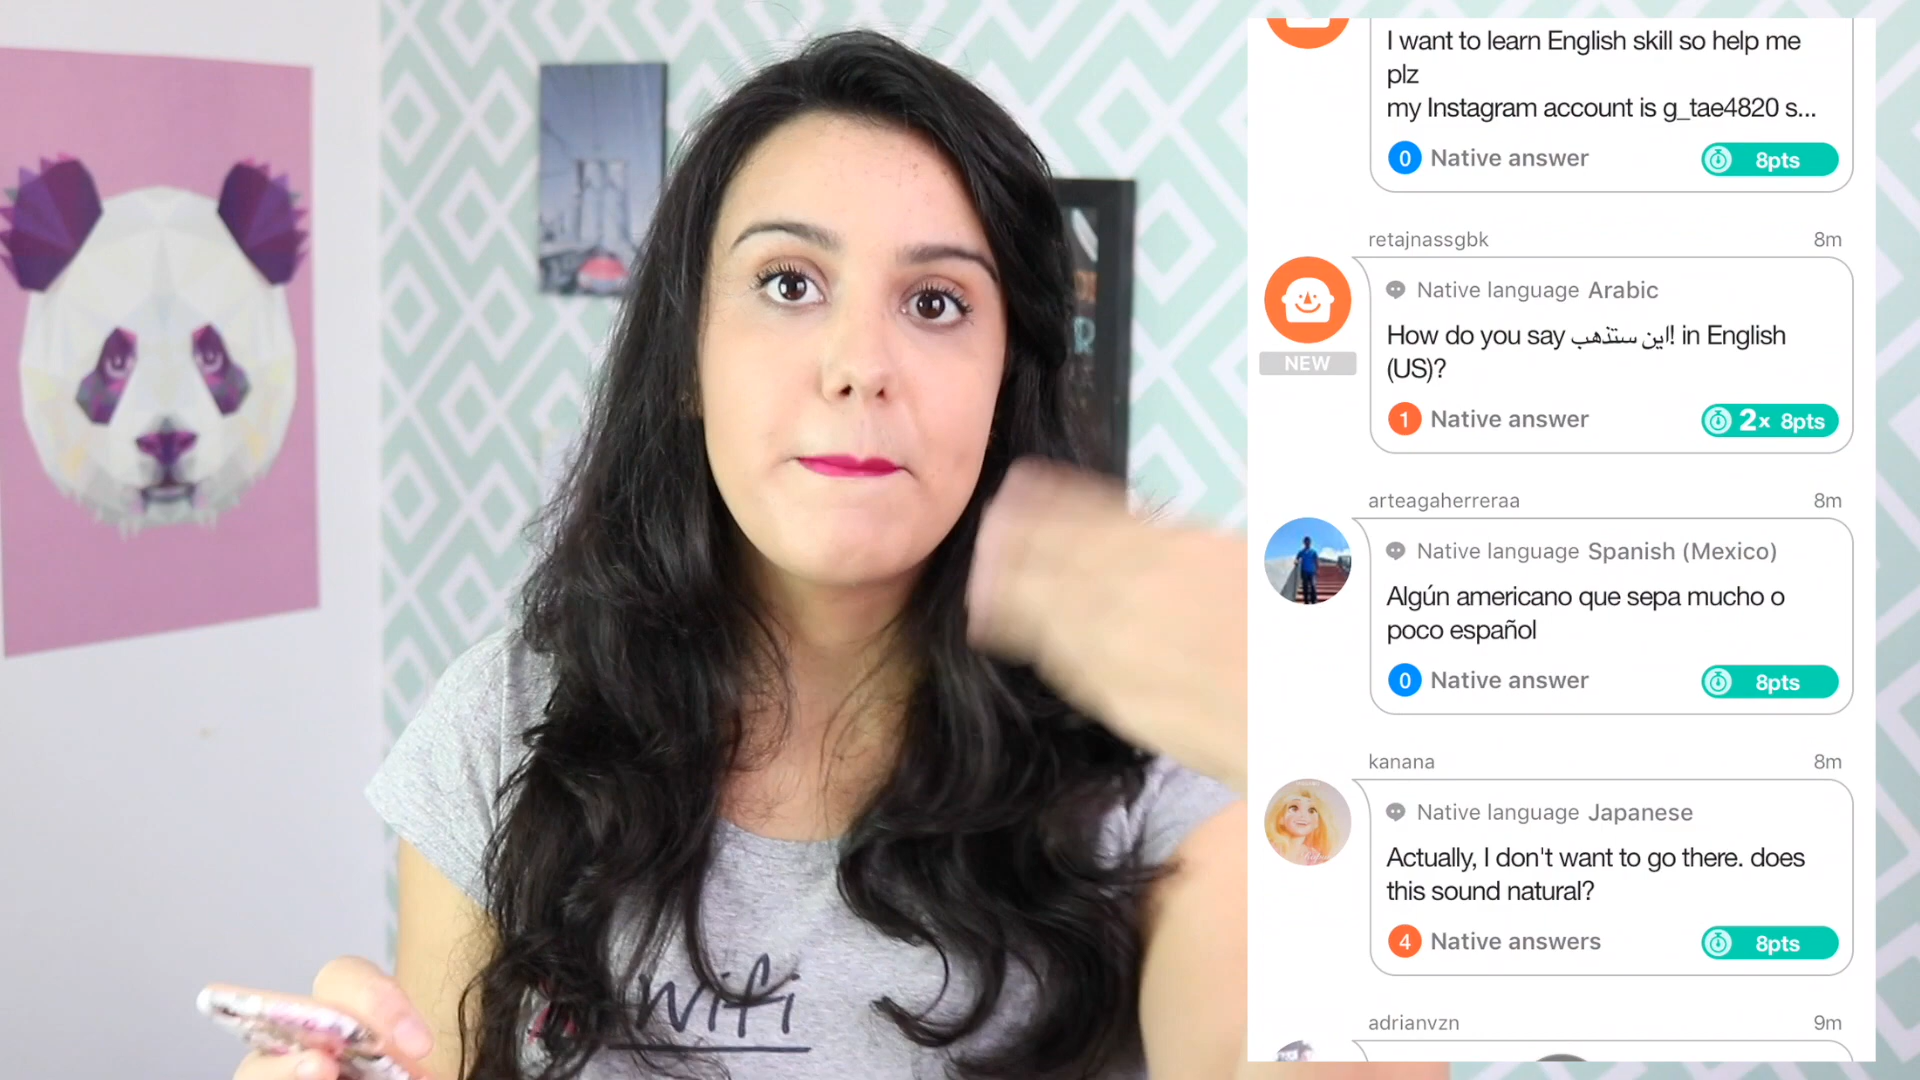 I want to learn English skill so help me
plz
my Instagram account is g_tae4820 s...
0 Native answer
8pts
retajnassgbk
8m
Native language Arabic
How do you say اين ستذهب! in English
(US)?
NEW
1 Native answer
2x 8pts
arteagaherreraa
8m
Native language Spanish (Mexico)
Algún americano que sepa mucho o
poco español
0 Native answer
8pts
kanana
8m
Native language Japanese
Actually, I don't want to go there. does
this sound natural?
4 Native answers
8pts
adrianvzn
9m
wifi